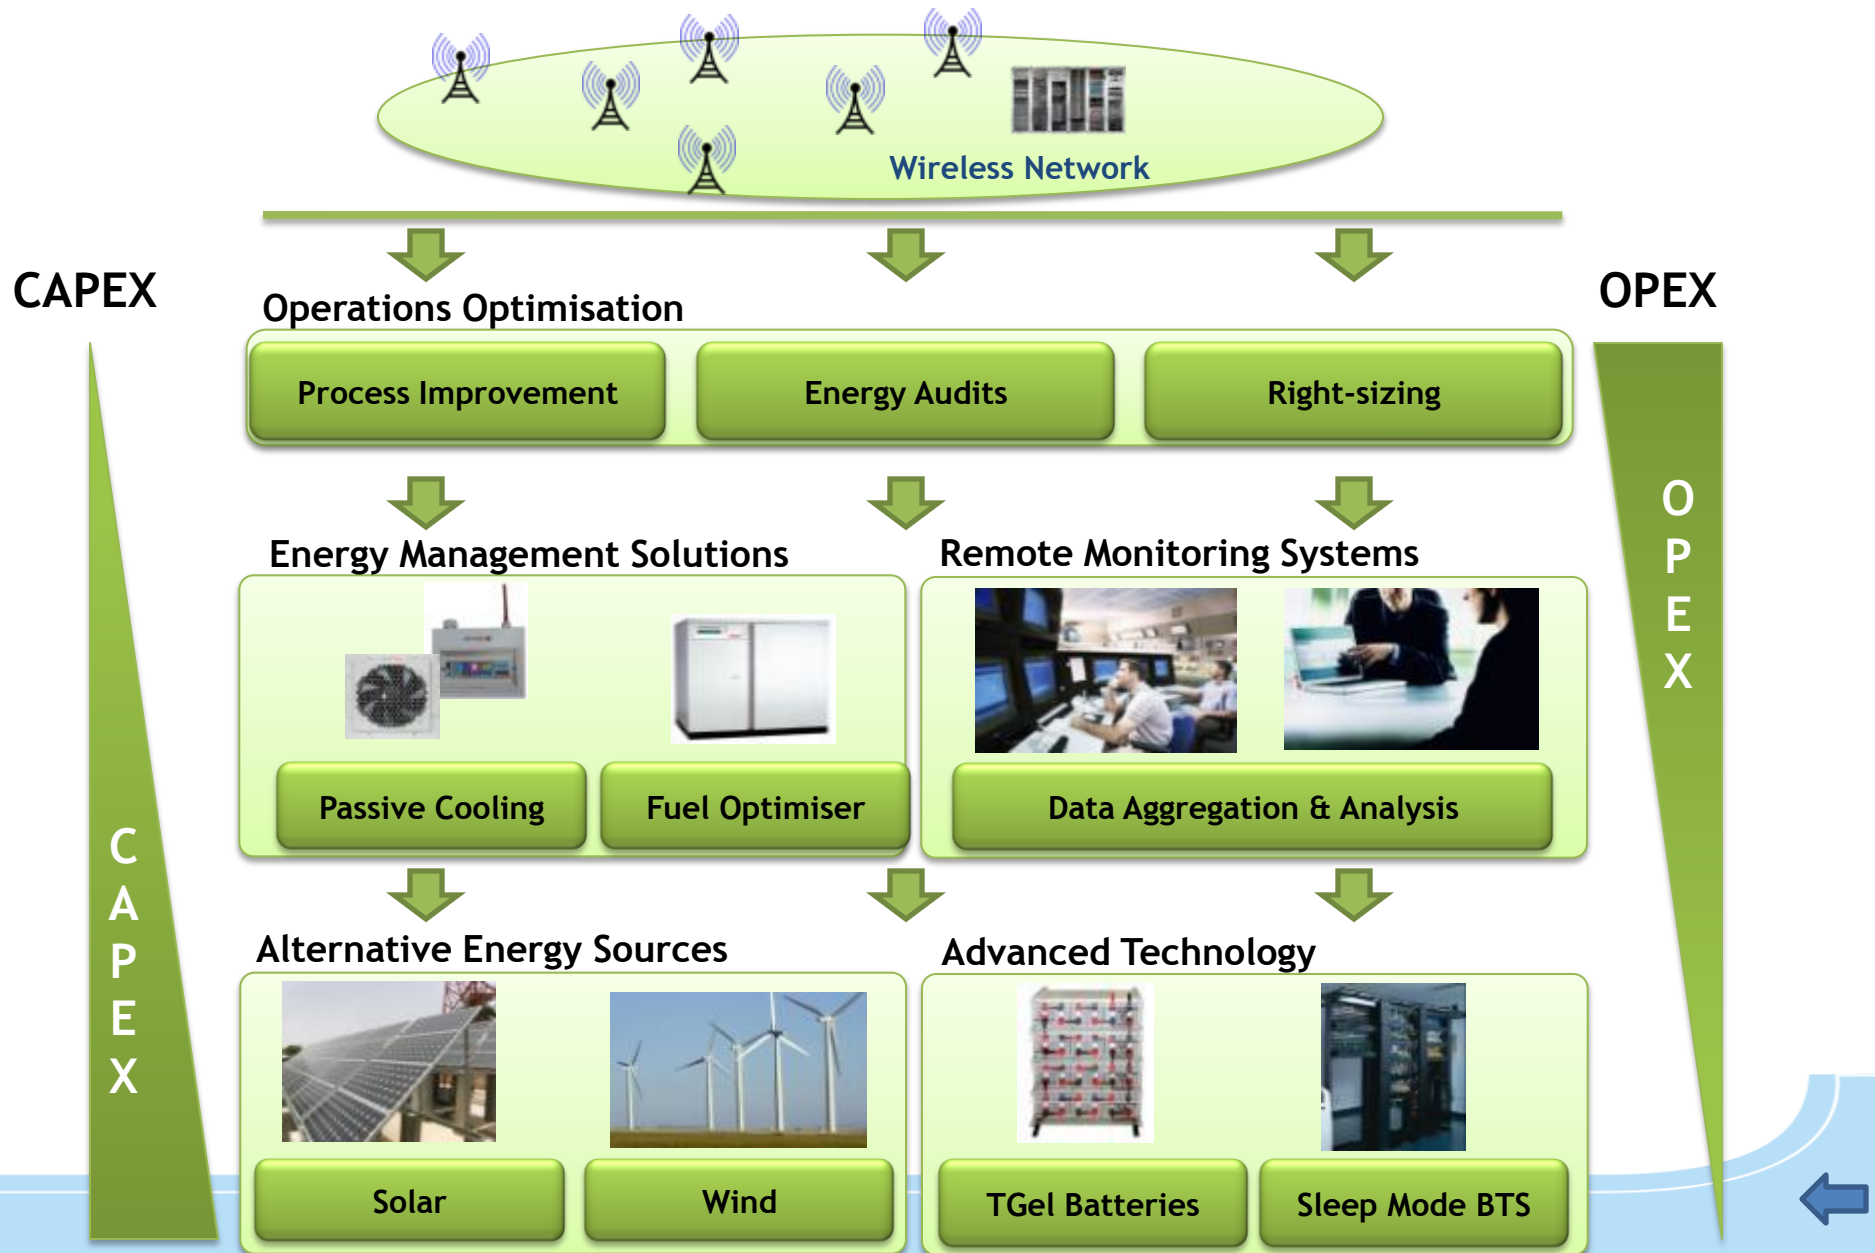 Wireless Network
CAPEX
OPEX
Operations Optimisation
Process Improvement
Energy Audits
Right-sizing
Energy Management Solutions
Remote Monitoring Systems
Passive Cooling
Fuel Optimiser
Data Aggregation & Analysis
Alternative Energy Sources
Advanced Technology
Solar
Wind
TGel Batteries
Sleep Mode BTS
C
A
P
E
X
O
P
E
X